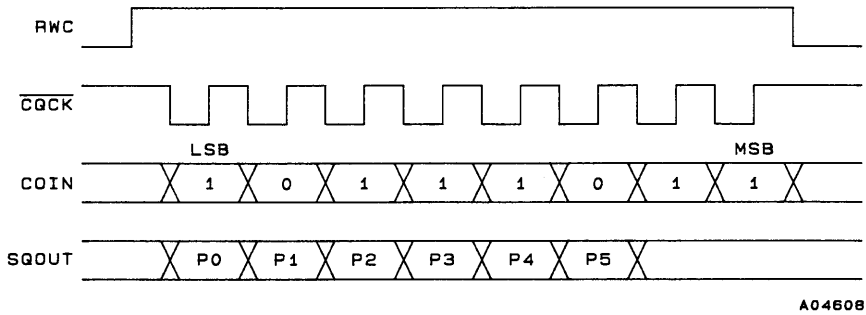 RWC
CQCK
LSB MSB
COIN 1 0 1 1 1 0 1 1
SQOUT P0 P1 P2 P3 P4 P5
A04608